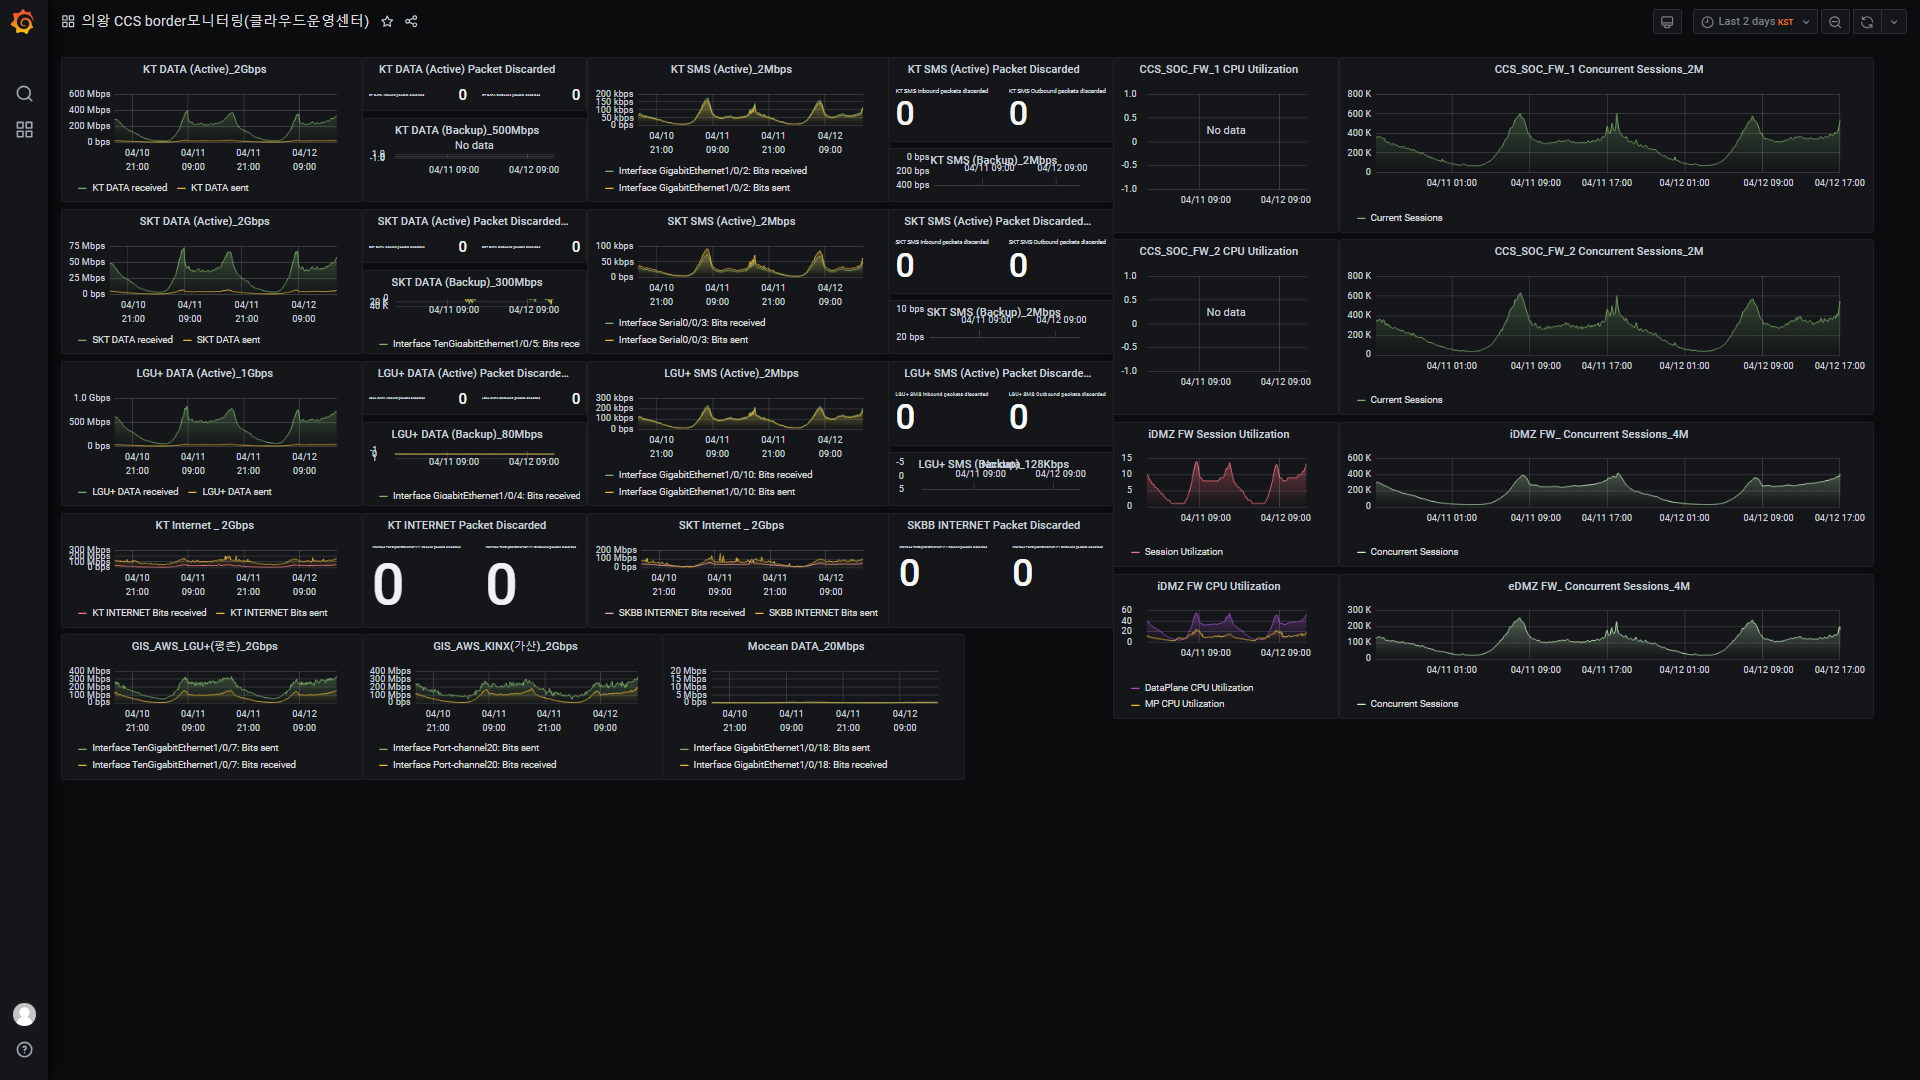 의왕 CCS border모니터링(클라우드운영센터)
Last 2 days KST
KT DATA (Active)_2Gbps
600 Mbps
400 Mbps
200 Mbps
0 bps
04/10 21:00
04/11 09:00
04/11 21:00
04/12 09:00
KT DATA received
KT DATA sent
KT DATA (Active) Packet Discarded
0
0
KT DATA (Backup)_500Mbps
No data
1.0
-1.0
04/11 09:00
04/12 09:00
KT SMS (Active)_2Mbps
200 kbps
150 kbps
100 kbps
50 kbps
0 bps
04/10 21:00
04/11 09:00
04/11 21:00
04/12 09:00
Interface GigabitEthernet1/0/2: Bits received
Interface GigabitEthernet1/0/2: Bits sent
KT SMS (Active) Packet Discarded
KT SMS Inbound packets discarded
KT SMS Outbound packets discarded
0
0
KT SMS (Backup)_2Mbps
0 bps
200 bps
400 bps
04/11 09:00
04/12 09:00
CCS_SOC_FW_1 CPU Utilization
1.0
0.5
0
-0.5
-1.0
No data
04/11 09:00
04/12 09:00
CCS_SOC_FW_1 Concurrent Sessions_2M
800 K
600 K
400 K
200 K
0
04/11 01:00
04/11 09:00
04/11 17:00
04/12 01:00
04/12 09:00
04/12 17:00
Current Sessions
SKT DATA (Active)_2Gbps
75 Mbps
50 Mbps
25 Mbps
0 bps
04/10 21:00
04/11 09:00
04/11 21:00
04/12 09:00
SKT DATA received
SKT DATA sent
SKT DATA (Active) Packet Discarded...
0
0
SKT DATA (Backup)_300Mbps
0
20 K
40 K
04/11 09:00
04/12 09:00
Interface TenGigabitEthernet1/0/5: Bits rece
SKT SMS (Active)_2Mbps
100 kbps
50 kbps
0 bps
04/10 21:00
04/11 09:00
04/11 21:00
04/12 09:00
Interface Serial0/0/3: Bits received
Interface Serial0/0/3: Bits sent
SKT SMS (Active) Packet Discarded...
SKT SMS Inbound packets discarded
SKT SMS Outbound packets discarded
0
0
SKT SMS (Backup)_2Mbps
10 bps
20 bps
04/11 09:00
04/12 09:00
CCS_SOC_FW_2 CPU Utilization
1.0
0.5
0
-0.5
-1.0
No data
04/11 09:00
04/12 09:00
CCS_SOC_FW_2 Concurrent Sessions_2M
800 K
600 K
400 K
200 K
0
04/11 01:00
04/11 09:00
04/11 17:00
04/12 01:00
04/12 09:00
04/12 17:00
Current Sessions
LGU+ DATA (Active)_1Gbps
1.0 Gbps
500 Mbps
0 bps
04/10 21:00
04/11 09:00
04/11 21:00
04/12 09:00
LGU+ DATA received
LGU+ DATA sent
LGU+ DATA (Active) Packet Discarde...
0
0
LGU+ DATA (Backup)_80Mbps
04/11 09:00
04/12 09:00
Interface GigabitEthernet1/0/4: Bits received
LGU+ SMS (Active)_2Mbps
300 kbps
200 kbps
100 kbps
0 bps
04/10 21:00
04/11 09:00
04/11 21:00
04/12 09:00
Interface GigabitEthernet1/0/10: Bits received
Interface GigabitEthernet1/0/10: Bits sent
LGU+ SMS (Active) Packet Discarde...
LGU+ SMS Inbound packets discarded
LGU+ SMS Outbound packets discarded
0
0
LGU+ SMS (Backup)_128Kbps
No data
-5
0
5
04/11 09:00
04/12 09:00
iDMZ FW Session Utilization
15
10
5
0
04/11 09:00
04/12 09:00
Session Utilization
iDMZ FW_ Concurrent Sessions_4M
600 K
400 K
200 K
0
04/11 01:00
04/11 09:00
04/11 17:00
04/12 01:00
04/12 09:00
04/12 17:00
Concurrent Sessions
KT Internet _ 2Gbps
300 Mbps
200 Mbps
100 Mbps
0 bps
04/10 21:00
04/11 09:00
04/11 21:00
04/12 09:00
KT INTERNET Bits received
KT INTERNET Bits sent
KT INTERNET Packet Discarded
0
0
SKT Internet _ 2Gbps
200 Mbps
100 Mbps
0 bps
04/10 21:00
04/11 09:00
04/11 21:00
04/12 09:00
SKBB INTERNET Bits received
SKBB INTERNET Bits sent
SKBB INTERNET Packet Discarded
0
0
iDMZ FW CPU Utilization
60
40
20
0
04/11 09:00
04/12 09:00
DataPlane CPU Utilization
MP CPU Utilization
eDMZ FW_ Concurrent Sessions_4M
300 K
200 K
100 K
0
04/11 01:00
04/11 09:00
04/11 17:00
04/12 01:00
04/12 09:00
04/12 17:00
Concurrent Sessions
GIS_AWS_LGU+(평촌)_2Gbps
400 Mbps
300 Mbps
200 Mbps
100 Mbps
0 bps
04/10 21:00
04/11 09:00
04/11 21:00
04/12 09:00
Interface TenGigabitEthernet1/0/7: Bits sent
Interface TenGigabitEthernet1/0/7: Bits received
GIS_AWS_KINX(가산)_2Gbps
400 Mbps
300 Mbps
200 Mbps
100 Mbps
0 bps
04/10 21:00
04/11 09:00
04/11 21:00
04/12 09:00
Interface Port-channel20: Bits sent
Interface Port-channel20: Bits received
Mocean DATA_20Mbps
20 Mbps
15 Mbps
10 Mbps
5 Mbps
0 bps
04/10 21:00
04/11 09:00
04/11 21:00
04/12 09:00
Interface GigabitEthernet1/0/18: Bits sent
Interface GigabitEthernet1/0/18: Bits received